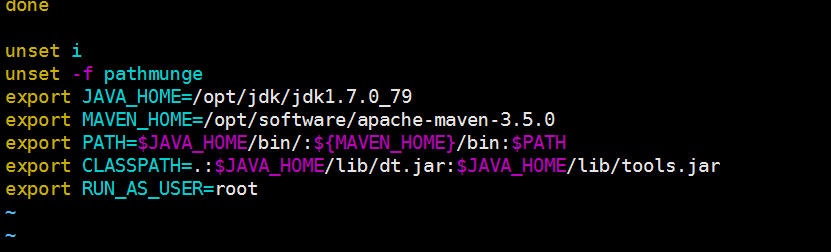 done
unset i
unset -f pathmunge
export JAVA_HOME=/opt/jdk/jdk1.7.0_79
export MAVEN_HOME=/opt/software/apache-maven-3.5.0
export PATH=$JAVA_HOME/bin/:${MAVEN_HOME}/bin:$PATH
export CLASSPATH=.:$JAVA_HOME/lib/dt.jar:$JAVA_HOME/lib/tools.jar
export RUN_AS_USER=root
~
~